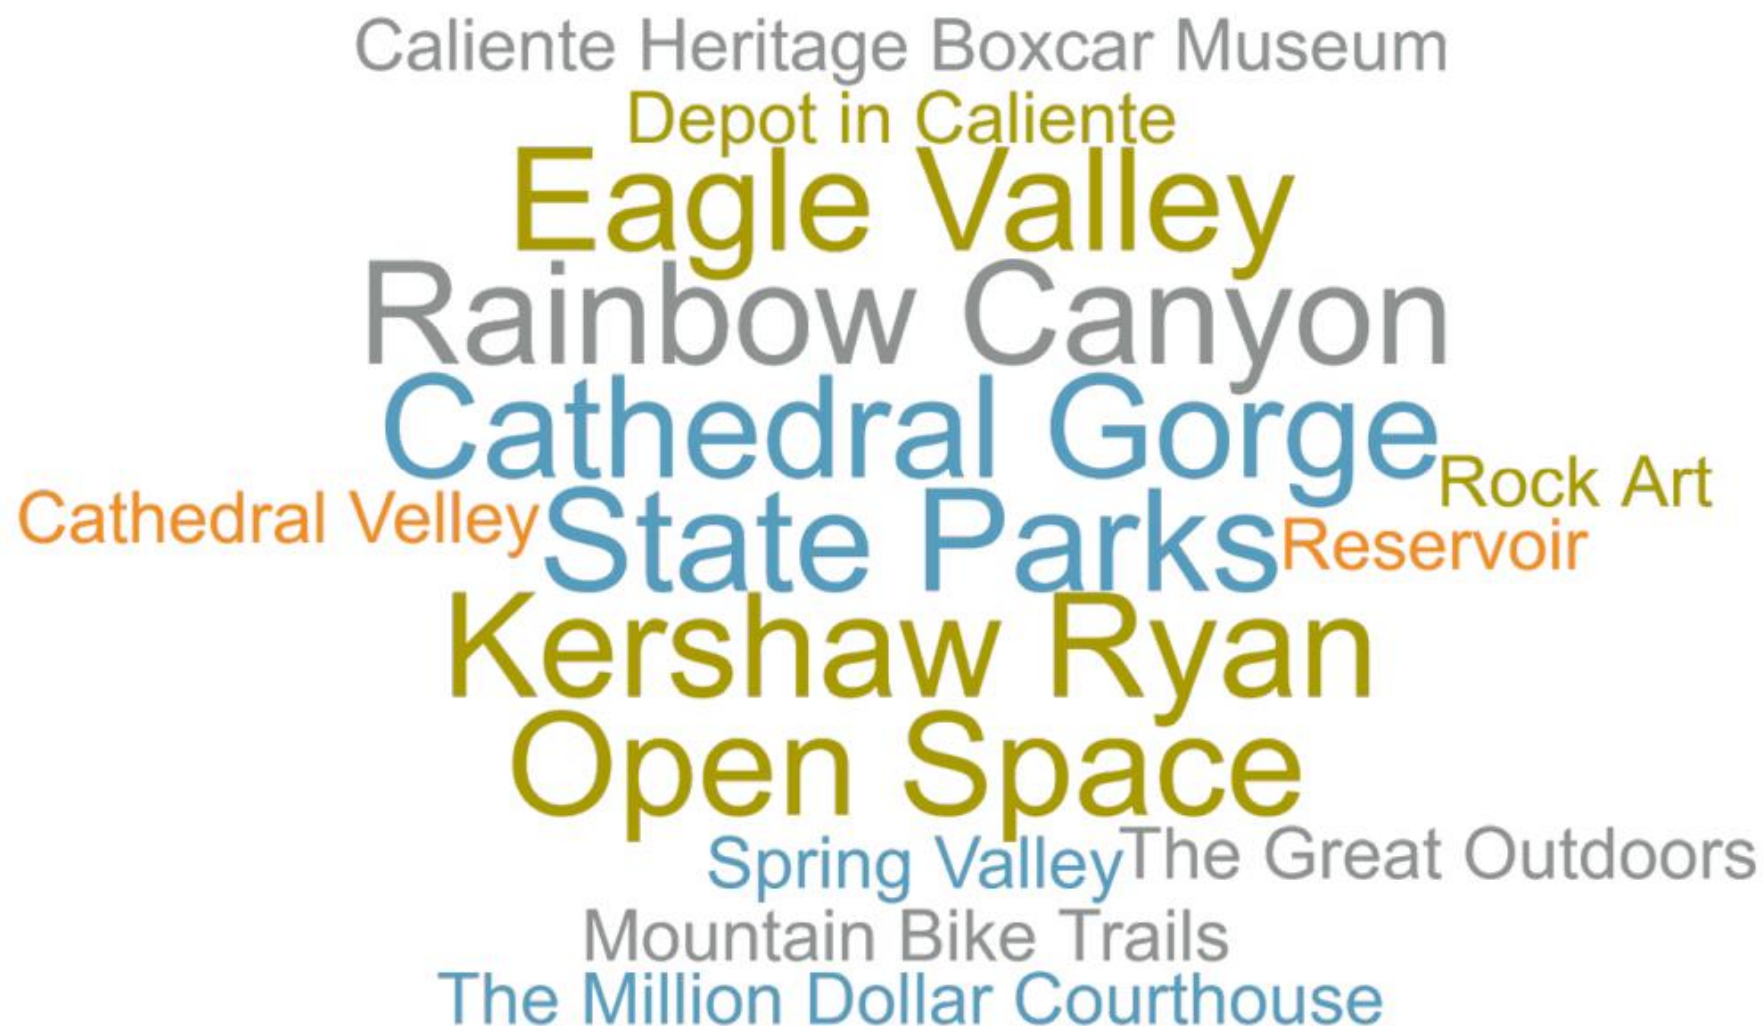 Caliente Heritage Boxcar Museum
Depot in Caliente
Eagle Valley
Rainbow Canyon
Cathedral Gorge
Rock Art
Cathedral Velley
State Parks
Reservoir
Kershaw Ryan
Open Space
Spring Valley
The Great Outdoors
Mountain Bike Trails
The Million Dollar Courthouse